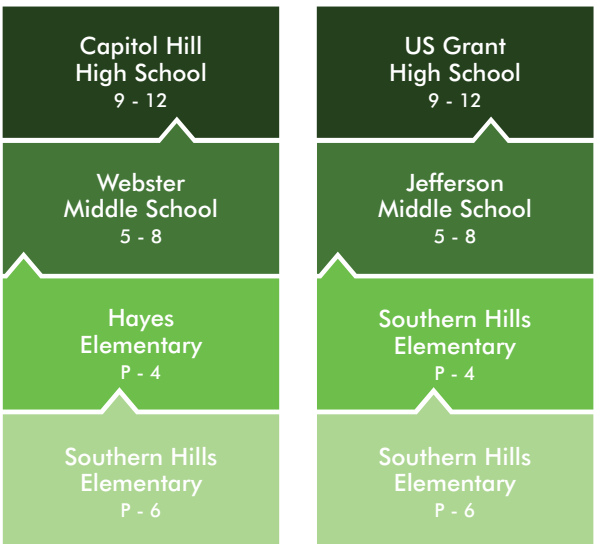 Capitol Hill
High School
9 - 12
Webster
Middle School
5 - 8
Hayes
Elementary
P - 4
Southern Hills
Elementary
P - 6
US Grant
High School
9 - 12
Jefferson
Middle School
5 - 8
Southern Hills
Elementary
P - 4
Southern Hills
Elementary
P - 6